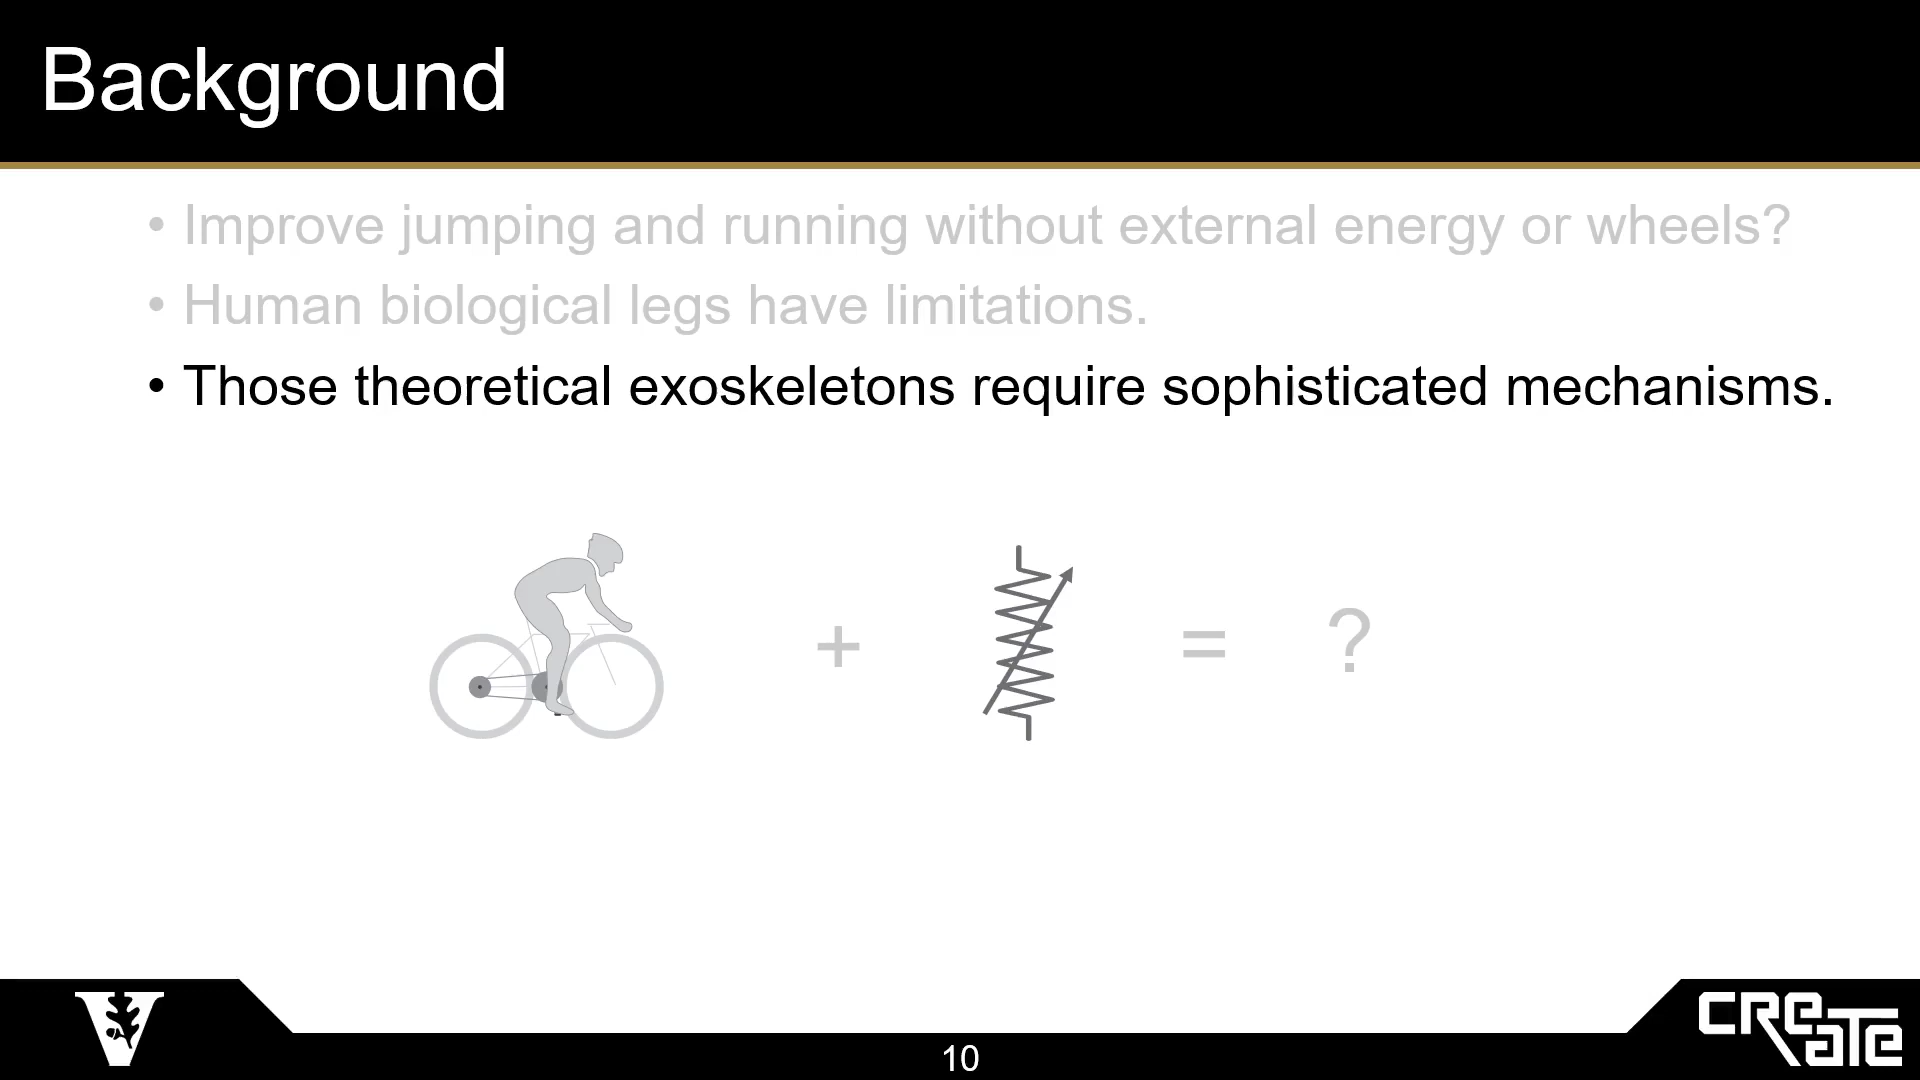 Background
• Improve jumping and running without external energy or wheels?
• Human biological legs have limitations.
• Those theoretical exoskeletons require sophisticated mechanisms.
+ = ?
V
10
CREATE